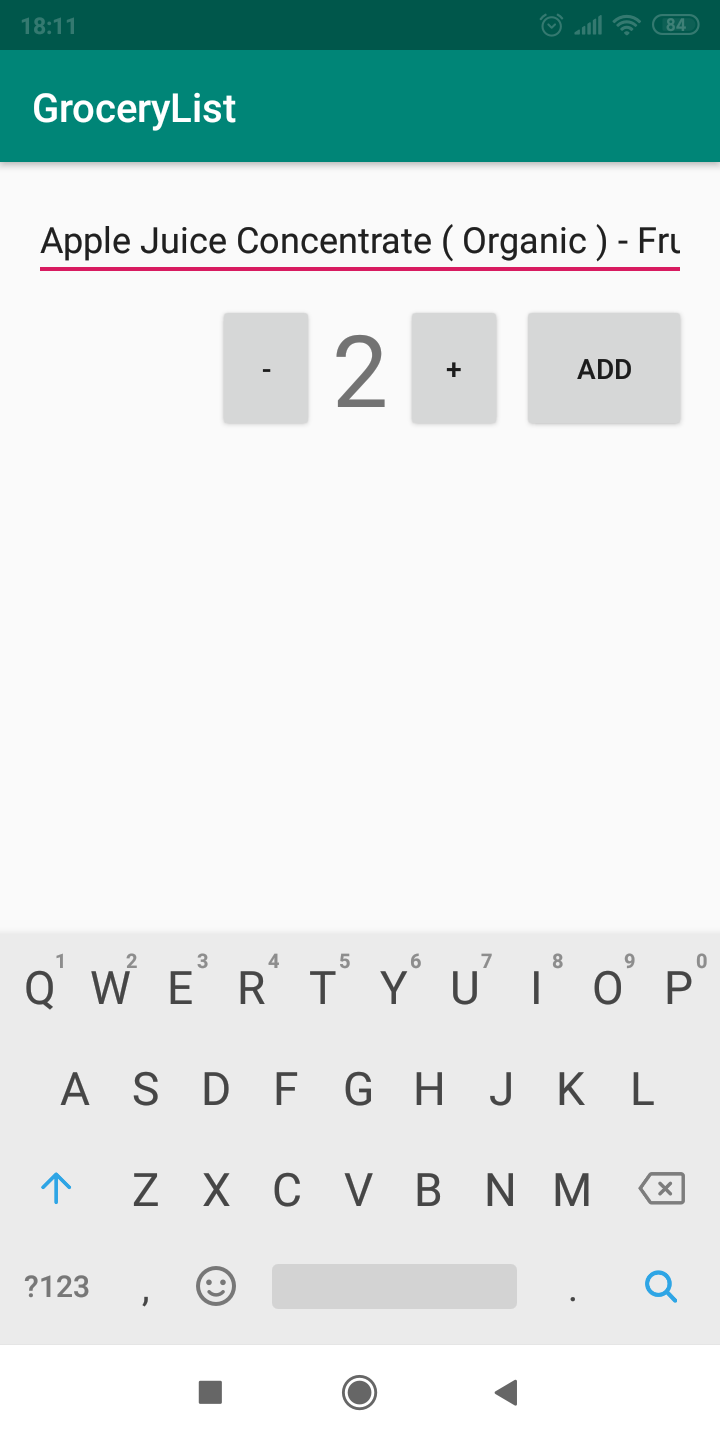 18:11 84
GroceryList
Apple Juice Concentrate ( Organic ) - Fru
- 2 + ADD
1 2 3 4 5 6 7 8 9 0
Q W E R T Y U I O P
A S D F G H J K L
Z X C V B N M
?123 , .